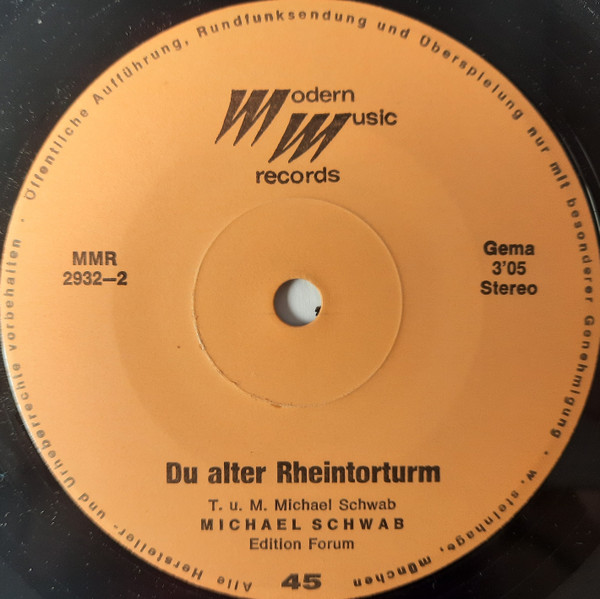 Modern
Music
records
MMR
2932—2
Gema
3'05
Stereo
Du alter Rheintorturm
T. u. M. Michael Schwab
MICHAEL SCHWAB
Edition Forum
45
Alle Hersteller- und Urheberrechte vorbehalten · Öffentliche Aufführung, Rundfunksendung und Überspielung nur mit besonderer Genehmigung · W. steinhage, münchen